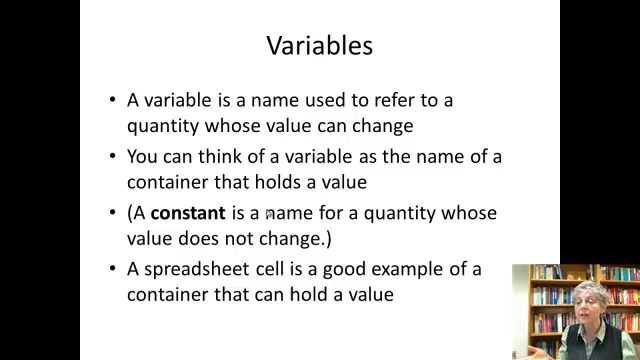 Variables
• A variable is a name used to refer to a
quantity whose value can change
• You can think of a variable as the name of a
container that holds a value
• (A constant is a name for a quantity whose
value does not change.)
• A spreadsheet cell is a good example of a
container that can hold a value